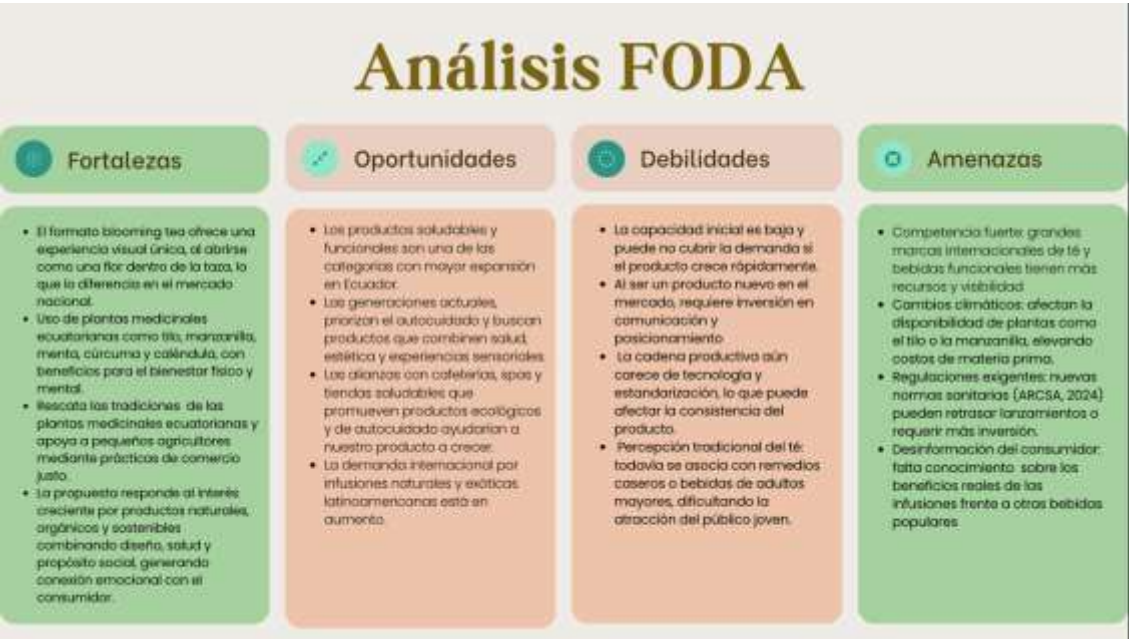 Análisis FODA
Fortalezas
El formato blooming tea ofrece una
experiencia visual única, al abrirse
como una flor dentro de la taza, lo
que la diferencia en el mercado
nacional.
Uso de plantas medicinales
ecuatorianas como tilo, manzanilla,
menta, cúrcuma y caléndula, con
beneficios para el bienestar físico y
mental.
Rescata las tradiciones de las
plantas medicinales ecuatorianas y
apoya a pequeños agricultores
mediante prácticas de comercio
justo.
La propuesta responde al interés
creciente por productos naturales,
orgánicos y sostenibles
combinando diseño, salud y
propósito social, generando
conexión emocional con el
consumidor.
Oportunidades
Los productos saludables y
funcionales son una de las
categorías con mayor expansión
en Ecuador.
Las generaciones actuales,
priorizan el autocuidado y buscan
productos que combinen salud,
estética y experiencias sensoriales.
Las alianzas con cafeterías, spas y
tiendas saludables que
promueven productos ecológicos
y de autocuidado ayudarían a
nuestro producto a crecer.
La demanda internacional por
infusiones naturales y exóticas
latinoamericanas está en
aumento.
Debilidades
La capacidad inicial es baja y
puede no cubrir la demanda si
el producto crece rápidamente.
Al ser un producto nuevo en el
mercado, requiere inversión en
comunicación y
posicionamiento
La cadena productiva aún
carece de tecnología y
estandarización, lo que puede
afectar la consistencia del
producto.
Percepción tradicional del té:
todavía se asocia con remedios
caseros o bebidas de adultos
mayores, dificultando la
atracción del público joven.
Amenazas
Competencia fuerte: grandes
marcas internacionales de té y
bebidas funcionales tienen más
recursos y visibilidad
Cambios climáticos: afectan la
disponibilidad de plantas como
el tilo o la manzanilla, elevando
costos de materia prima.
Regulaciones exigentes: nuevas
normas sanitarias (ARCSA, 2024)
pueden retrasar lanzamientos o
requerir más inversión.
Desinformación del consumidor:
falta conocimiento sobre los
beneficios reales de las
infusiones frente a otras bebidas
populares